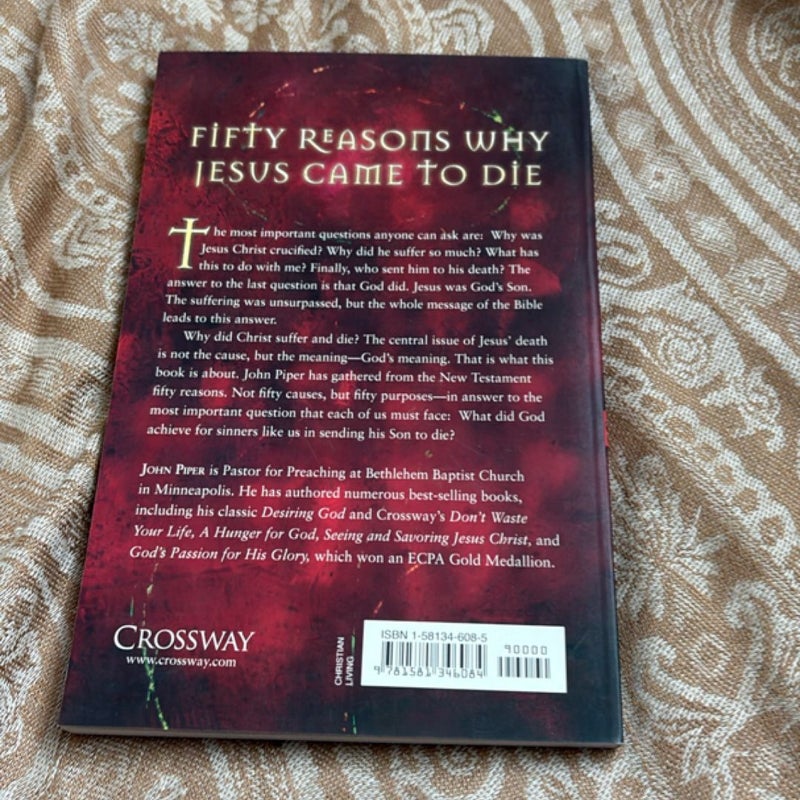 FIFTY REASONS WHY
JESUS CAME TO DIE
The most important questions anyone can ask are: Why was
Jesus Christ crucified? Why did he suffer so much? What has
this to do with me? Finally, who sent him to his death? The
answer to the last question is that God did. Jesus was God's Son.
The suffering was unsurpassed, but the whole message of the Bible
leads to this answer.
Why did Christ suffer and die? The central issue of Jesus' death
is not the cause, but the meaning—God's meaning. That is what this
book is about. John Piper has gathered from the New Testament
fifty reasons. Not fifty causes, but fifty purposes—in answer to the
most important question that each of us must face: What did God
achieve for sinners like us in sending his Son to die?
JOHN PIPER is Pastor for Preaching at Bethlehem Baptist Church
in Minneapolis. He has authored numerous best-selling books,
including his classic Desiring God and Crossway's Don't Waste
Your Life, A Hunger for God, Seeing and Savoring Jesus Christ, and
God's Passion for His Glory, which won an ECPA Gold Medallion.
CROSSWAY
www.crossway.com
CHRISTIAN
LIVING
ISBN 1-58134-608-5
90000
9 781581 346084